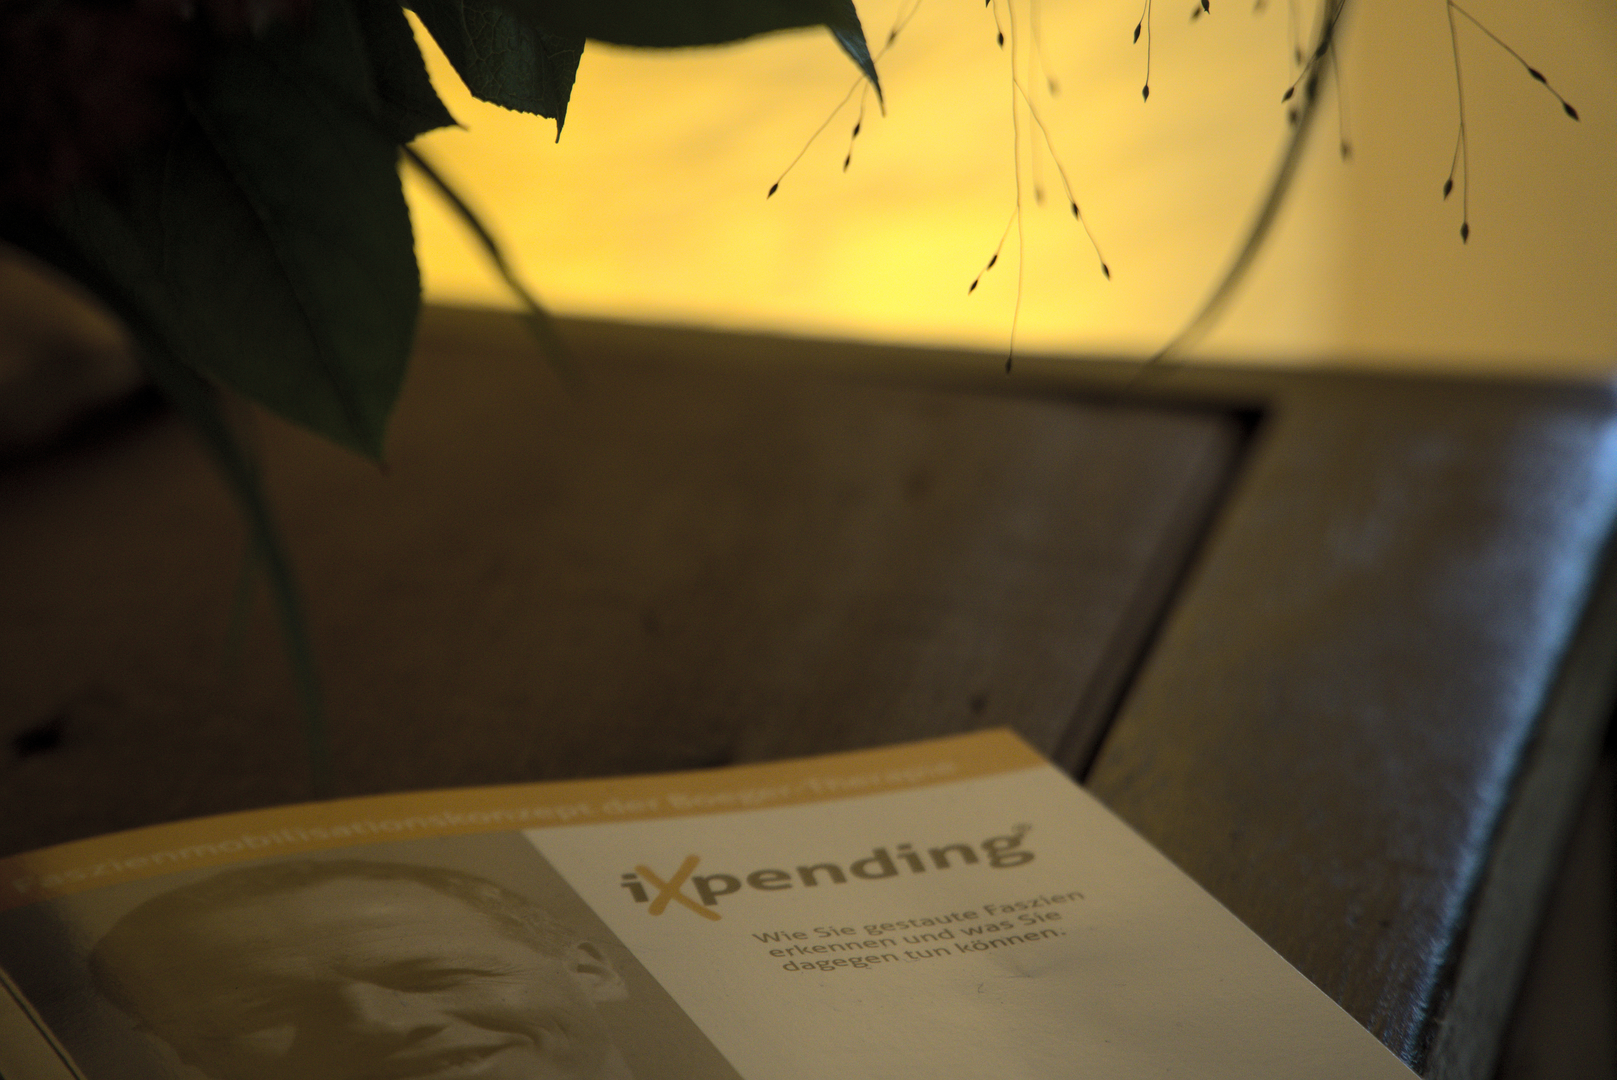 Faszienmobilisationskonzept der Boeger-Therapie
iXpending®
Wie Sie gestaute Faszien
erkennen und was Sie
dagegen tun können.